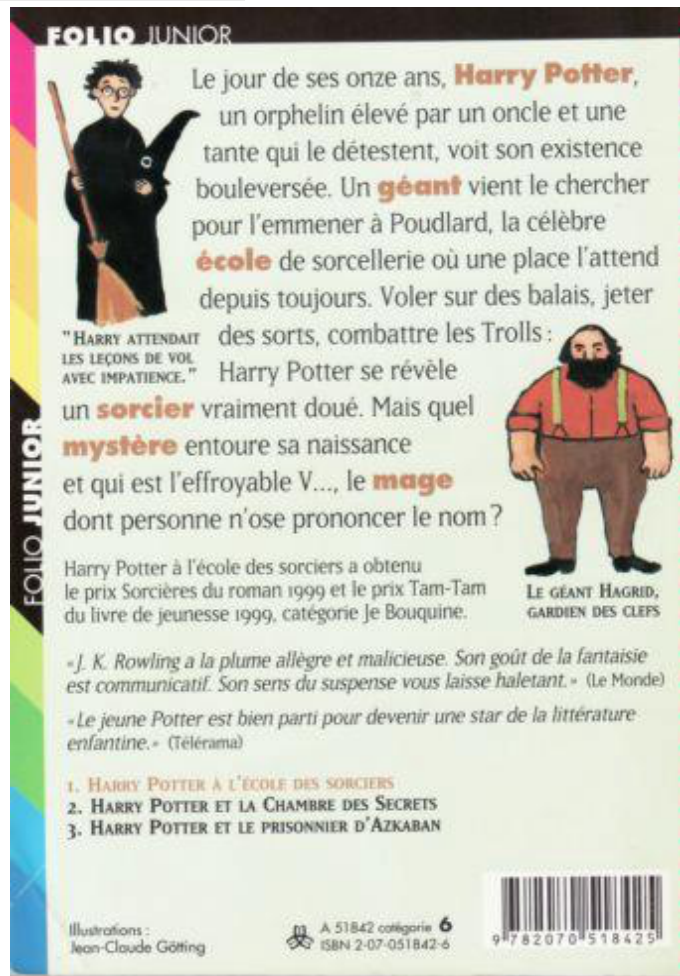 FOLIO JUNIOR
Le jour de ses onze ans, Harry Potter,
un orphelin élevé par un oncle et une
tante qui le détestent, voit son existence
bouleversée. Un géant vient le chercher
pour l'emmener à Poudlard, la célèbre
école de sorcellerie où une place l'attend
depuis toujours. Voler sur des balais, jeter
des sorts, combattre les Trolls :
Harry Potter se révèle
un sorcier vraiment doué. Mais quel
mystère entoure sa naissance
et qui est l'effroyable V..., le mage
dont personne n'ose prononcer le nom ?
"HARRY ATTENDAIT
LES LEÇONS DE VOL
AVEC IMPATIENCE."
LE GÉANT HAGRID,
GARDIEN DES CLEFS
FOLIO JUNIOR
Harry Potter à l'école des sorciers a obtenu
le prix Sorcières du roman 1999 et le prix Tam-Tam
du livre de jeunesse 1999, catégorie Je Bouquine.
«J. K. Rowling a la plume allègre et malicieuse. Son goût de la fantaisie
est communicatif. Son sens du suspense vous laisse haletant.» (Le Monde)
«Le jeune Potter est bien parti pour devenir une star de la littérature
enfantine.» (Télérama)
1. HARRY POTTER À L'ÉCOLE DES SORCIERS
2. HARRY POTTER ET LA CHAMBRE DES SECRETS
3. HARRY POTTER ET LE PRISONNIER D'AZKABAN
Illustrations :
Jean-Claude Götting
A 51842 catégorie 6
ISBN 2-07-051842-6
9 782070 518425